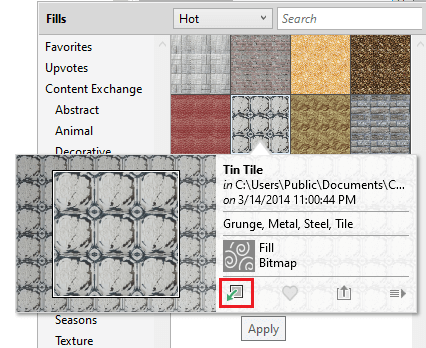 Fills
Hot
Search
Favorites
Upvotes
Content Exchange
Abstract
Animal
Decorative
Tin Tile
in C:\Users\Public\Documents\C...
on 3/14/2014 11:00:44 PM
Grunge, Metal, Steel, Tile
Fill
Bitmap
Apply
Seasons
Texture